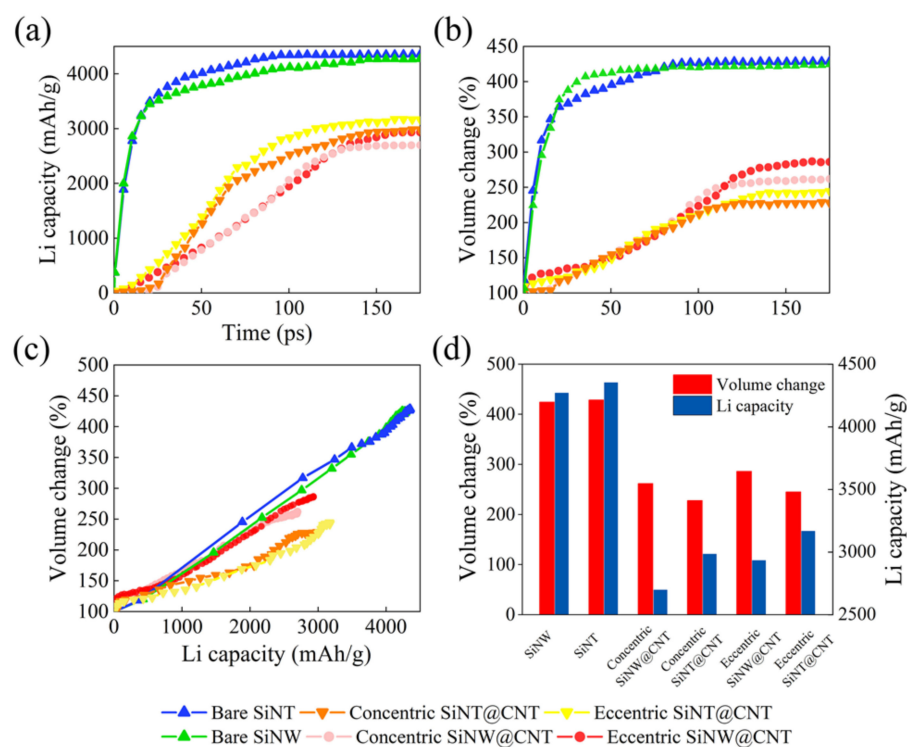 (a)
4000
3000
2000
1000
0
Li capacity (mAh/g)
0 50 100 150
Time (ps)
(b)
450
400
350
300
250
200
150
100
Volume change (%)
0 50 100 150
(c)
500
450
400
350
300
250
200
150
100
Volume change (%)
0 1000 2000 3000 4000
Li capacity (mAh/g)
(d)
500
400
300
200
100
0
Volume change (%)
Volume change
Li capacity
4500
4000
3500
3000
2500
Li capacity (mAh/g)
SiNW
SiNT
Concentric
SiNW@CNT
Concentric
SiNT@CNT
Eccentric
SiNW@CNT
Eccentric
SiNT@CNT
Bare SiNT Concentric SiNT@CNT Eccentric SiNT@CNT
Bare SiNW Concentric SiNW@CNT Eccentric SiNW@CNT